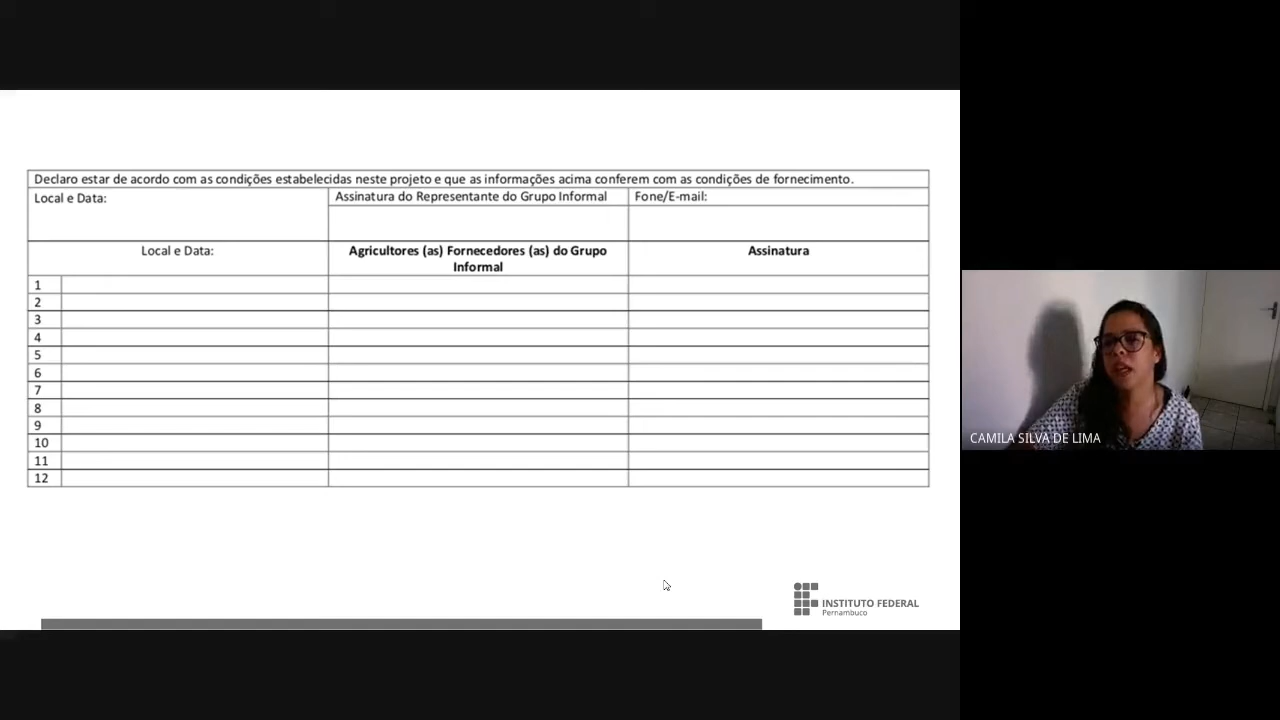 Declaro estar de acordo com as condições estabelecidas neste projeto e que as informações acima conferem com as condições de fornecimento.
Local e Data:
Assinatura do Representante do Grupo Informal
Fone/E-mail:
Local e Data:
Agricultores (as) Fornecedores (as) do Grupo
Informal
Assinatura
1
2
3
4
5
6
7
8
9
10
11
12
INSTITUTO FEDERAL
Pernambuco
CAMILA SILVA DE LIMA